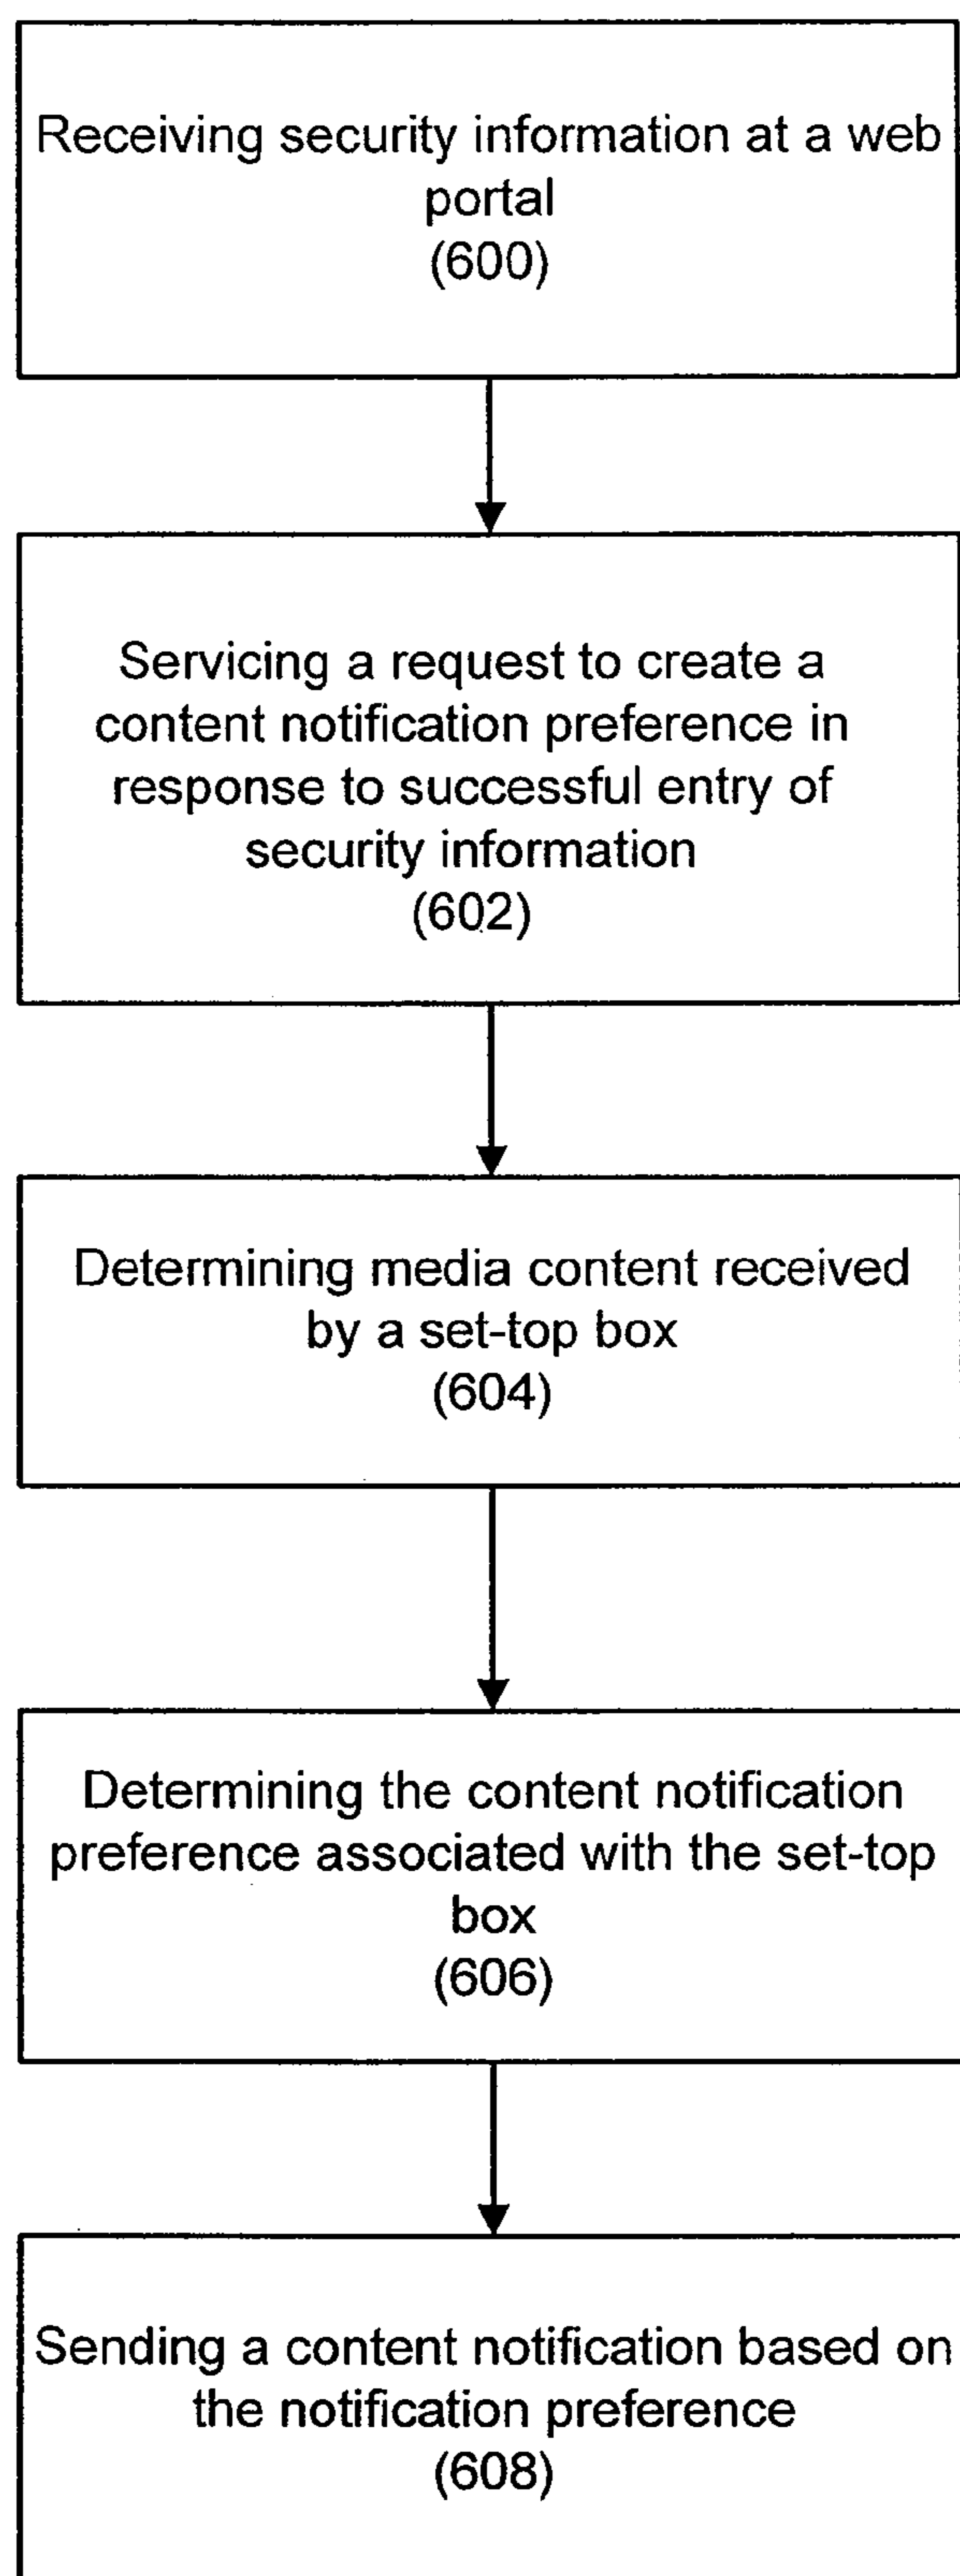 Receiving security information at a web
portal
(600)
Servicing a request to create a
content notification preference in
response to successful entry of
security information
(602)
Determining media content received
by a set-top box
(604)
Determining the content notification
preference associated with the set-top
box
(606)
Sending a content notification based on
the notification preference
(608)